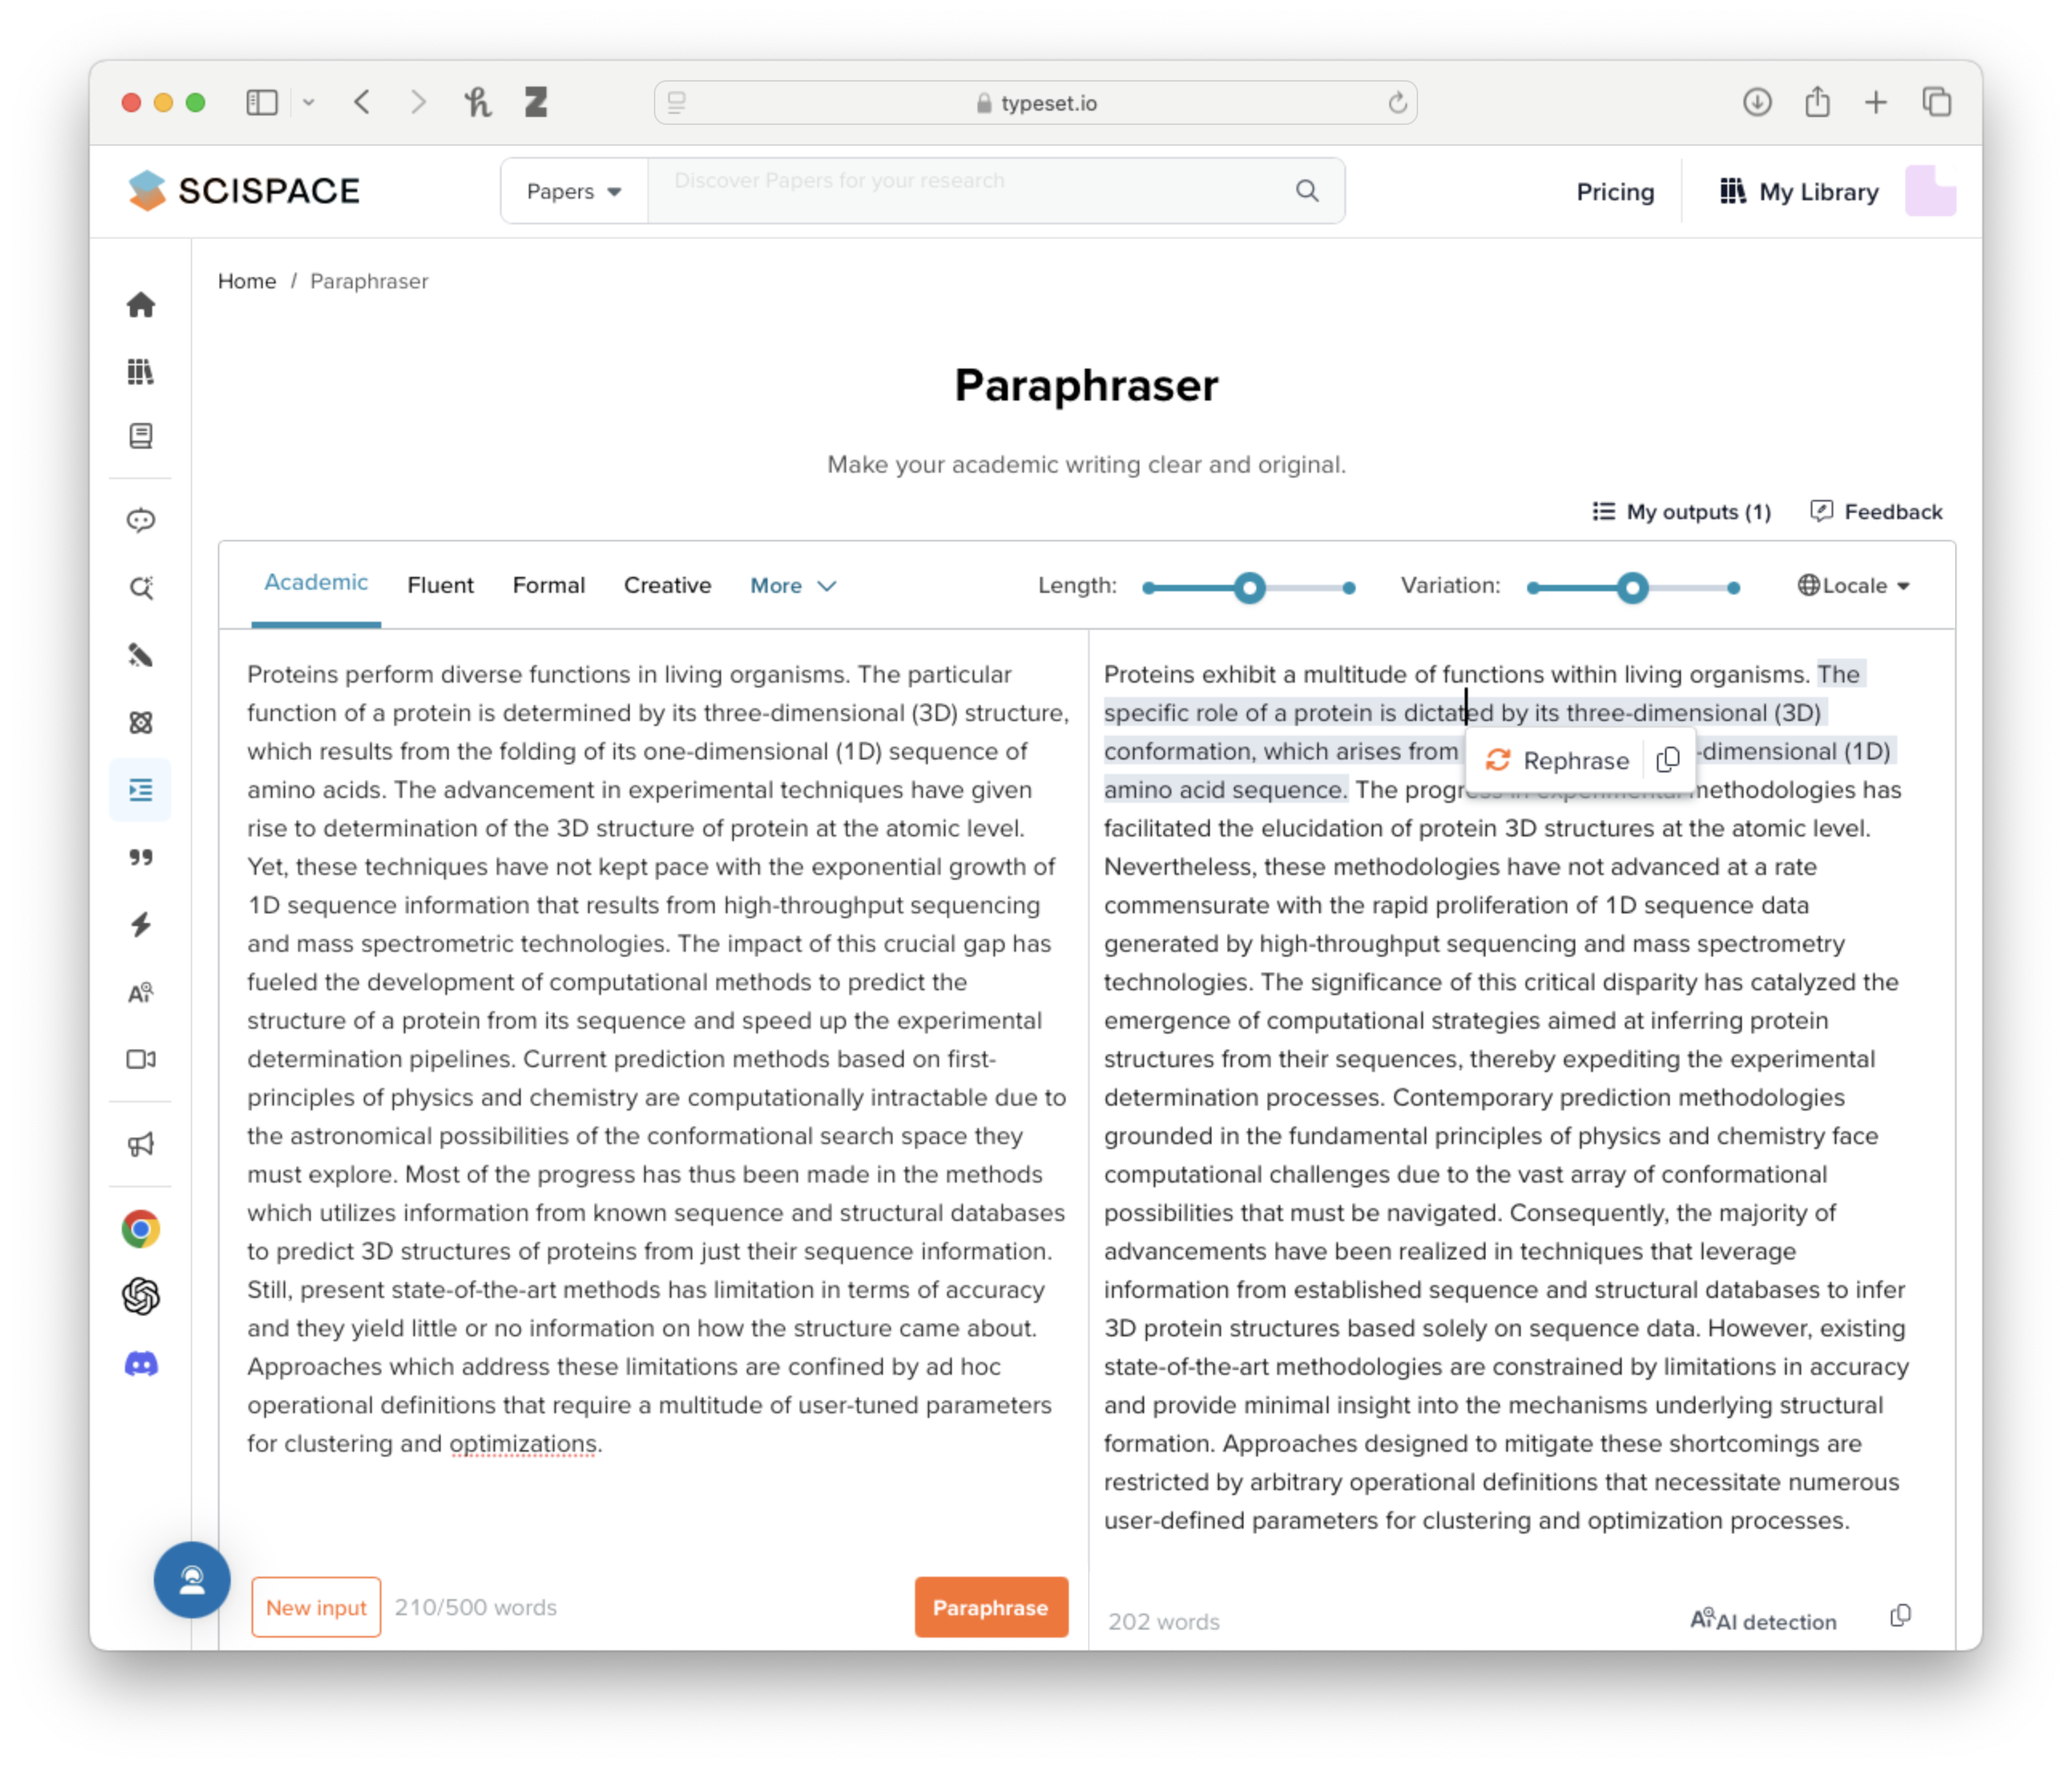 typeset.io
SCISPACE
Papers
Discover Papers for your research
Pricing
My Library
Home / Paraphraser
Paraphraser
Make your academic writing clear and original.
My outputs (1)
Feedback
Academic
Fluent
Formal
Creative
More
Length:
Variation:
Locale
Proteins perform diverse functions in living organisms. The particular
function of a protein is determined by its three-dimensional (3D) structure,
which results from the folding of its one-dimensional (1D) sequence of
amino acids. The advancement in experimental techniques have given
rise to determination of the 3D structure of protein at the atomic level.
Yet, these techniques have not kept pace with the exponential growth of
1D sequence information that results from high-throughput sequencing
and mass spectrometric technologies. The impact of this crucial gap has
fueled the development of computational methods to predict the
structure of a protein from its sequence and speed up the experimental
determination pipelines. Current prediction methods based on first-
principles of physics and chemistry are computationally intractable due to
the astronomical possibilities of the conformational search space they
must explore. Most of the progress has thus been made in the methods
which utilizes information from known sequence and structural databases
to predict 3D structures of proteins from just their sequence information.
Still, present state-of-the-art methods has limitation in terms of accuracy
and they yield little or no information on how the structure came about.
Approaches which address these limitations are confined by ad hoc
operational definitions that require a multitude of user-tuned parameters
for clustering and optimizations.
New input
210/500 words
Paraphrase
Proteins exhibit a multitude of functions within living organisms. The
specific role of a protein is dictated by its three-dimensional (3D)
conformation, which arises from -dimensional (1D)
Rephrase
amino acid sequence. The progress in experimental methodologies has
facilitated the elucidation of protein 3D structures at the atomic level.
Nevertheless, these methodologies have not advanced at a rate
commensurate with the rapid proliferation of 1D sequence data
generated by high-throughput sequencing and mass spectrometry
technologies. The significance of this critical disparity has catalyzed the
emergence of computational strategies aimed at inferring protein
structures from their sequences, thereby expediting the experimental
determination processes. Contemporary prediction methodologies
grounded in the fundamental principles of physics and chemistry face
computational challenges due to the vast array of conformational
possibilities that must be navigated. Consequently, the majority of
advancements have been realized in techniques that leverage
information from established sequence and structural databases to infer
3D protein structures based solely on sequence data. However, existing
state-of-the-art methodologies are constrained by limitations in accuracy
and provide minimal insight into the mechanisms underlying structural
formation. Approaches designed to mitigate these shortcomings are
restricted by arbitrary operational definitions that necessitate numerous
user-defined parameters for clustering and optimization processes.
202 words
AI detection